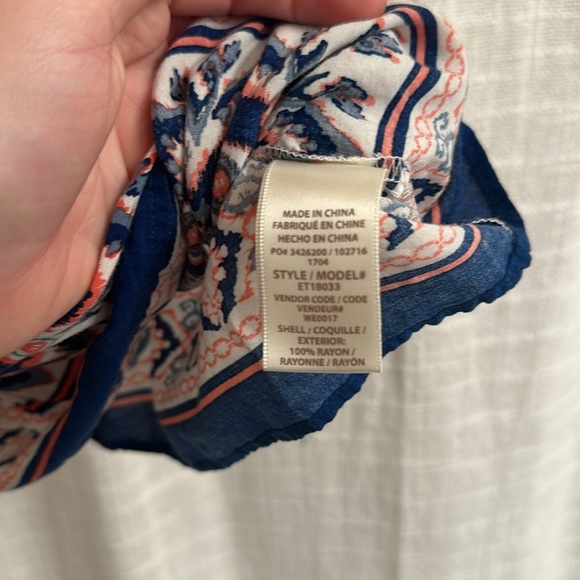 MADE IN CHINA
FABRIQUÉ EN CHINE
HECHO EN CHINA
PO# 3426200 / 102716
1704
STYLE / MODEL#
ET18033
VENDOR CODE / CODE
VENDEUR#
WE0017
SHELL / COQUILLE /
EXTERIOR:
100% RAYON /
RAYONNE / RAYÓN